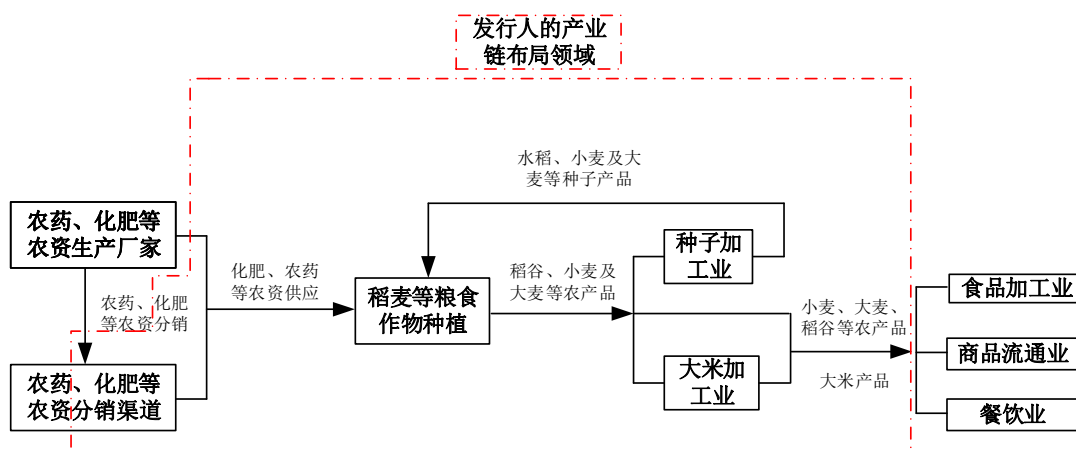 发行人的产业
链布局领域
水稻、小麦及大
麦等种子产品
农药、化肥等
农资生产厂家
种子加
工业
化肥、农药
等农资供应
稻谷、小麦及
大麦等农产品
农药、化肥
等农资分销
稻麦等粮食
作物种植
食品加工业
小麦、大麦、
稻谷等农产品
商品流通业
农药、化肥等
农资分销渠道
大米加
工业
大米产品
餐饮业